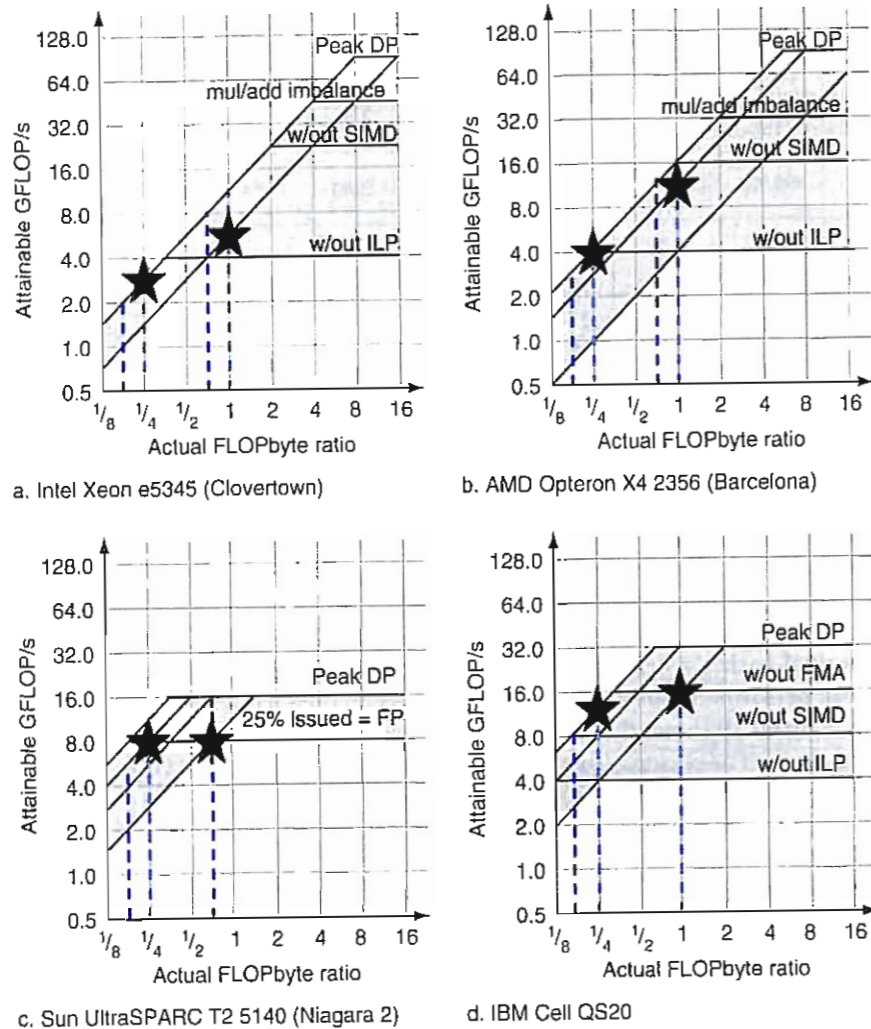 128.0
64.0
32.0
16.0
8.0
4.0
2.0
1.0
0.5
Attainable GFLOP/s
Peak DP
mul/add imbalance
w/out SIMD
w/out ILP
1/8 1/4 1/2 1 2 4 8 16
Actual FLOPbyte ratio
a. Intel Xeon e5345 (Clovertown)
128.0
64.0
32.0
16.0
8.0
4.0
2.0
1.0
0.5
Attainable GFLOP/s
Peak DP
mul/add imbalance
w/out SIMD
w/out ILP
1/8 1/4 1/2 1 2 4 8 16
Actual FLOPbyte ratio
b. AMD Opteron X4 2356 (Barcelona)
128.0
64.0
32.0
16.0
8.0
4.0
2.0
1.0
0.5
Attainable GFLOP/s
Peak DP
25% Issued = FP
1/8 1/4 1/2 1 2 4 8 16
Actual FLOPbyte ratio
c. Sun UltraSPARC T2 5140 (Niagara 2)
128.0
64.0
32.0
16.0
8.0
4.0
2.0
1.0
0.5
Attainable GFLOP/s
Peak DP
w/out FMA
w/out SIMD
w/out ILP
1/8 1/4 1/2 1 2 4 8 16
Actual FLOPbyte ratio
d. IBM Cell QS20